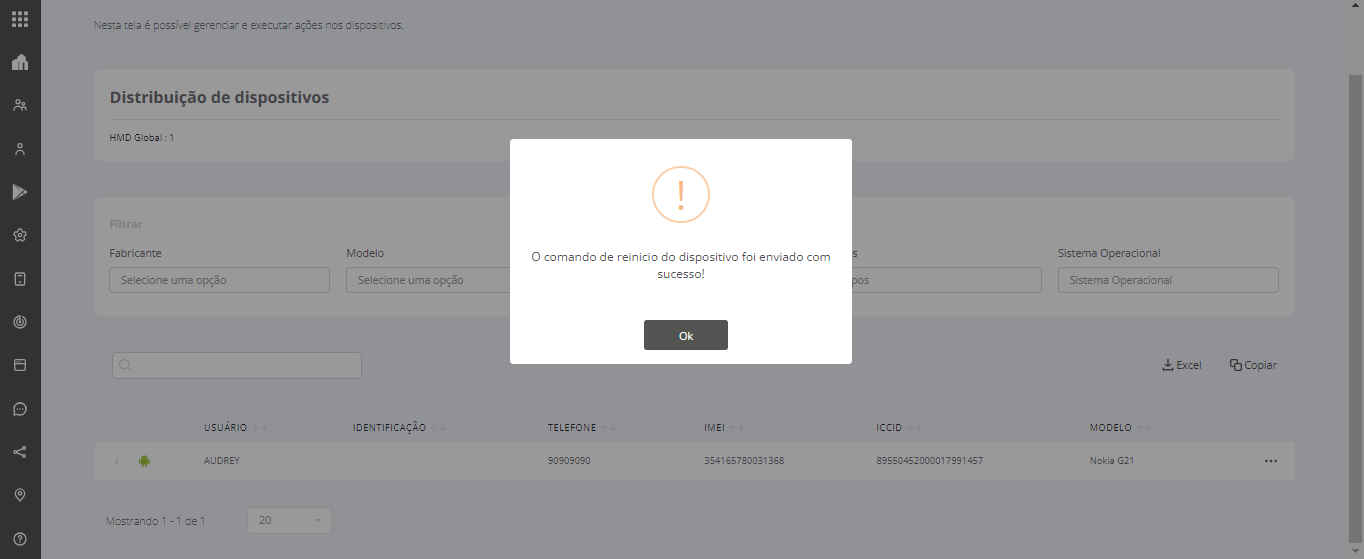 Nesta tela é possível gerenciar e executar ações nos dispositivos.
Distribuição de dispositivos
HMD Global : 1
O comando de reinicio do dispositivo foi enviado com
sucesso!
Ok
Filtrar
Fabricante
Modelo
s
Sistema Operacional
Selecione uma opção
Selecione uma opção
pos
Sistema Operacional
Excel
Copiar
USUÁRIO
IDENTIFICAÇÃO
TELEFONE
IMEI
ICCID
MODELO
AUDREY
90909090
354165780031368
89550452000017991457
Nokia G21
Mostrando 1 - 1 de 1
20